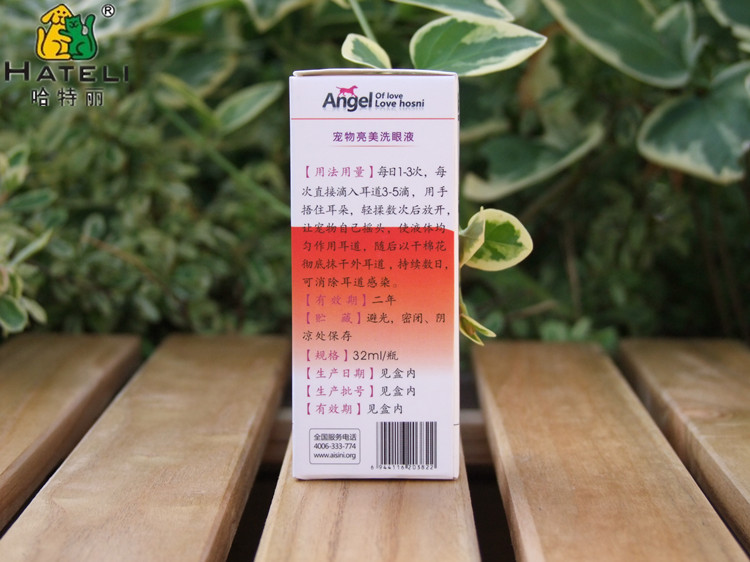 ®
HATELI
哈特丽
Angel Of love
Love hosni
宠物亮美洗眼液
【用法用量】每日1-3次，每
次直接滴入耳道3-5滴，用手
捂住耳朵，轻揉数次后放开，
让宠物自己摇头，使液体均
匀作用耳道，随后以干棉花
彻底抹干外耳道，持续数日，
可消除耳道感染。
【有效期】二年
【贮 藏】避光，密闭、阴
凉处保存
【规格】32ml/瓶
【生产日期】见盒内
【生产批号】见盒内
【有效期】见盒内
全国服务电话
4006-333-774
www.aisini.org
6 944116 203822